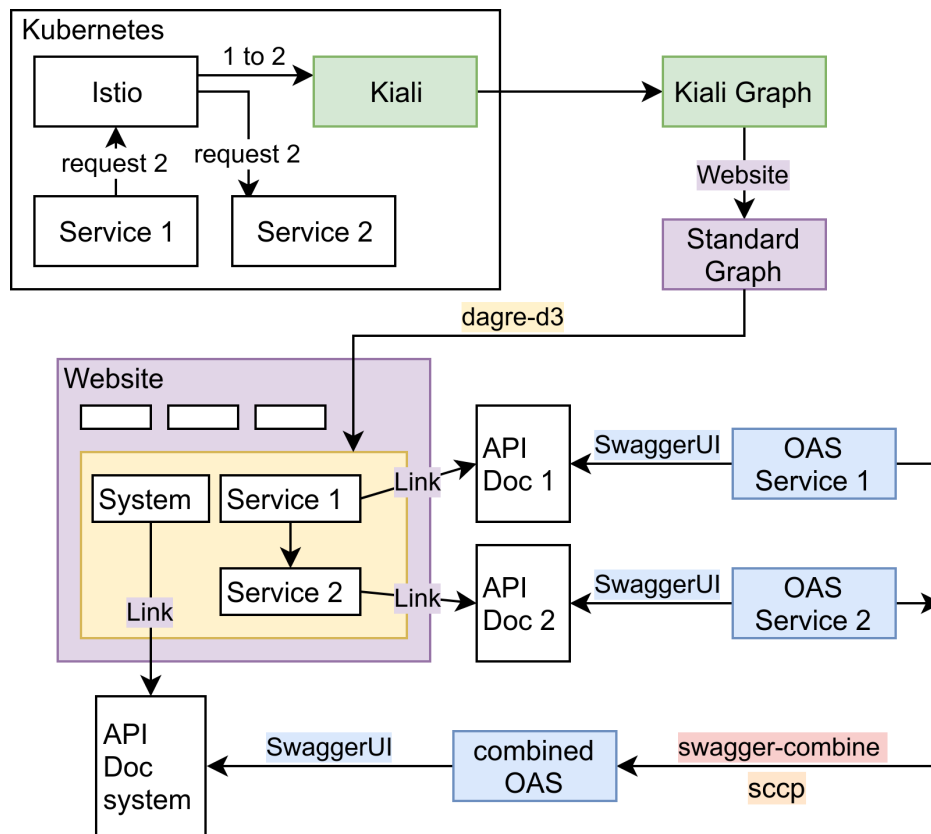 Kubernetes
Istio
1 to 2
Kiali
Kiali Graph
request 2
request 2
Website
Service 1
Service 2
Standard
Graph
dagre-d3
Website
System
Service 1
Link
API
Doc 1
SwaggerUI
OAS
Service 1
Service 2
Link
Link
API
Doc 2
SwaggerUI
OAS
Service 2
API
Doc
system
SwaggerUI
combined
OAS
swagger-combine
sccp